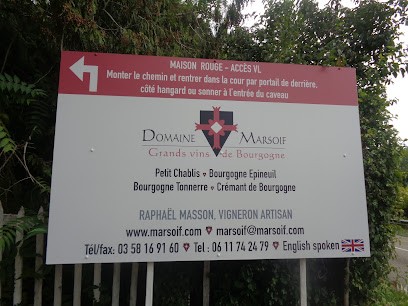 MAISON ROUGE - ACCÈS VL
Monter le chemin et rentrer dans la cour par portail de derrière,
côté hangard ou sonner à l'entrée du caveau
DOMAINE MARSOIF
Grands vins de Bourgogne
Petit Chablis Bourgogne Epineuil
Bourgogne Tonnerre Crémant de Bourgogne
RAPHAËL MASSON, VIGNERON ARTISAN
www.marsoif.com marsoif@marsoif.com
Tél/fax: 03 58 16 91 60 Tel : 06 11 74 24 79 English spoken